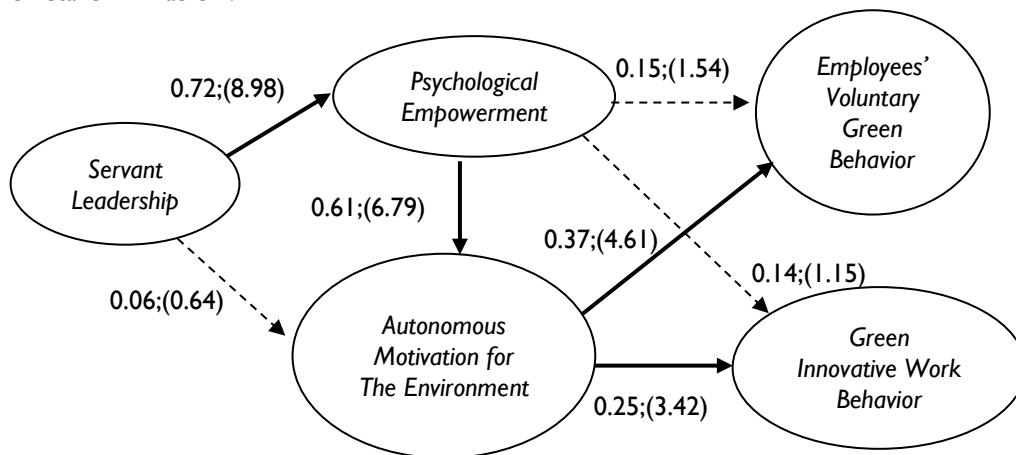 0.72;(8.98)
Psychological
Empowerment
0.15;(1.54)
Employees’
Voluntary
Green
Behavior
Servant
Leadership
0.61;(6.79)
0.37;(4.61)
0.06;(0.64)
0.14;(1.15)
Autonomous
Motivation for
The Environment
Green
Innovative Work
Behavior
0.25;(3.42)